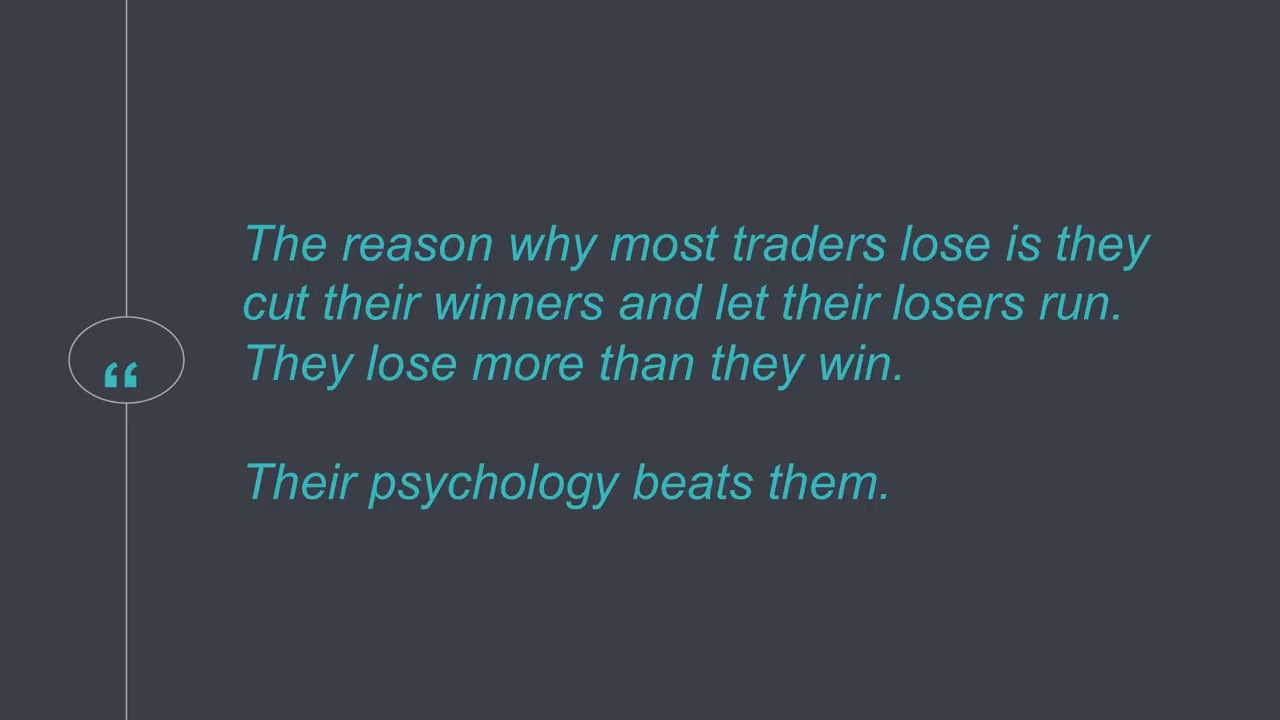 “
The reason why most traders lose is they
cut their winners and let their losers run.
They lose more than they win.
Their psychology beats them.